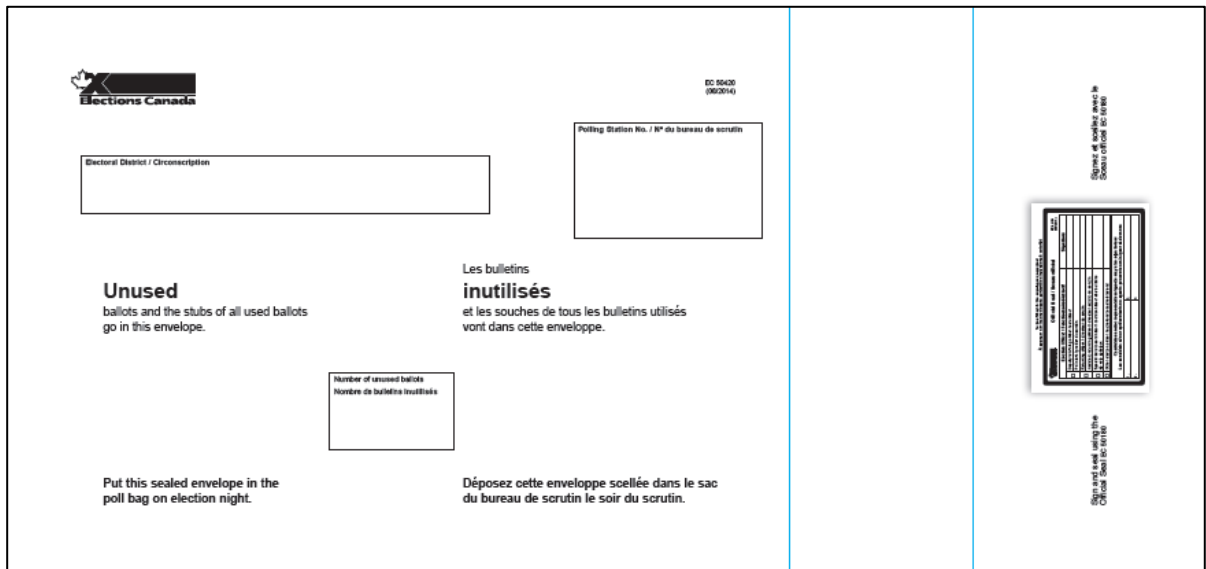 Elections Canada
EC 50420
(06/2014)
Polling Station No. / Nº du bureau de scrutin
Electoral District / Circonscription
Unused
ballots and the stubs of all used ballots
go in this envelope.
Les bulletins
inutilisés
et les souches de tous les bulletins utilisés
vont dans cette enveloppe.
Number of unused ballots
Nombre de bulletins inutilisés
Put this sealed envelope in the
poll bag on election night.
Déposez cette enveloppe scellée dans le sac
du bureau de scrutin le soir du scrutin.
Signez et scellez avec le
Sceau officiel EC 50160
Official Seal / Sceau officiel
Sign and seal using the
Official Seal EC 50160